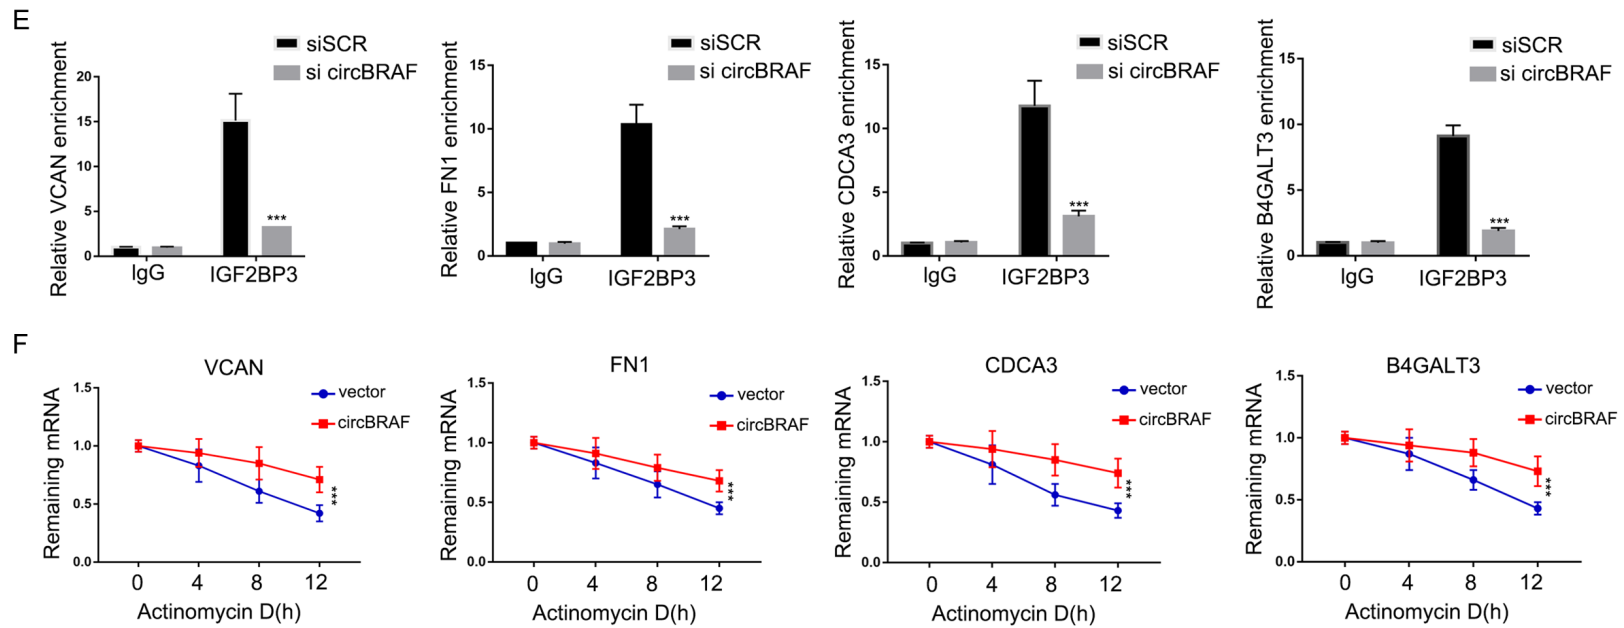 E
Relative VCAN enrichment
20
15
10
5
0
siSCR
si circBRAF
***
IgG
IGF2BP3
Relative FN1 enrichment
15
10
5
0
siSCR
si circBRAF
***
IgG
IGF2BP3
Relative CDCA3 enrichment
15
10
5
0
siSCR
si circBRAF
***
IgG
IGF2BP3
Relative B4GALT3 enrichment
15
10
5
0
siSCR
si circBRAF
***
IgG
IGF2BP3
F
VCAN
Remaining mRNA
1.5
1.0
0.5
0.0
vector
circBRAF
***
0 4 8 12
Actinomycin D(h)
FN1
Remaining mRNA
1.5
1.0
0.5
0.0
vector
circBRAF
***
0 4 8 12
Actinomycin D(h)
CDCA3
Remaining mRNA
1.5
1.0
0.5
0.0
vector
circBRAF
***
0 4 8 12
Actinomycin D(h)
B4GALT3
Remaining mRNA
1.5
1.0
0.5
0.0
vector
circBRAF
***
0 4 8 12
Actinomycin D(h)